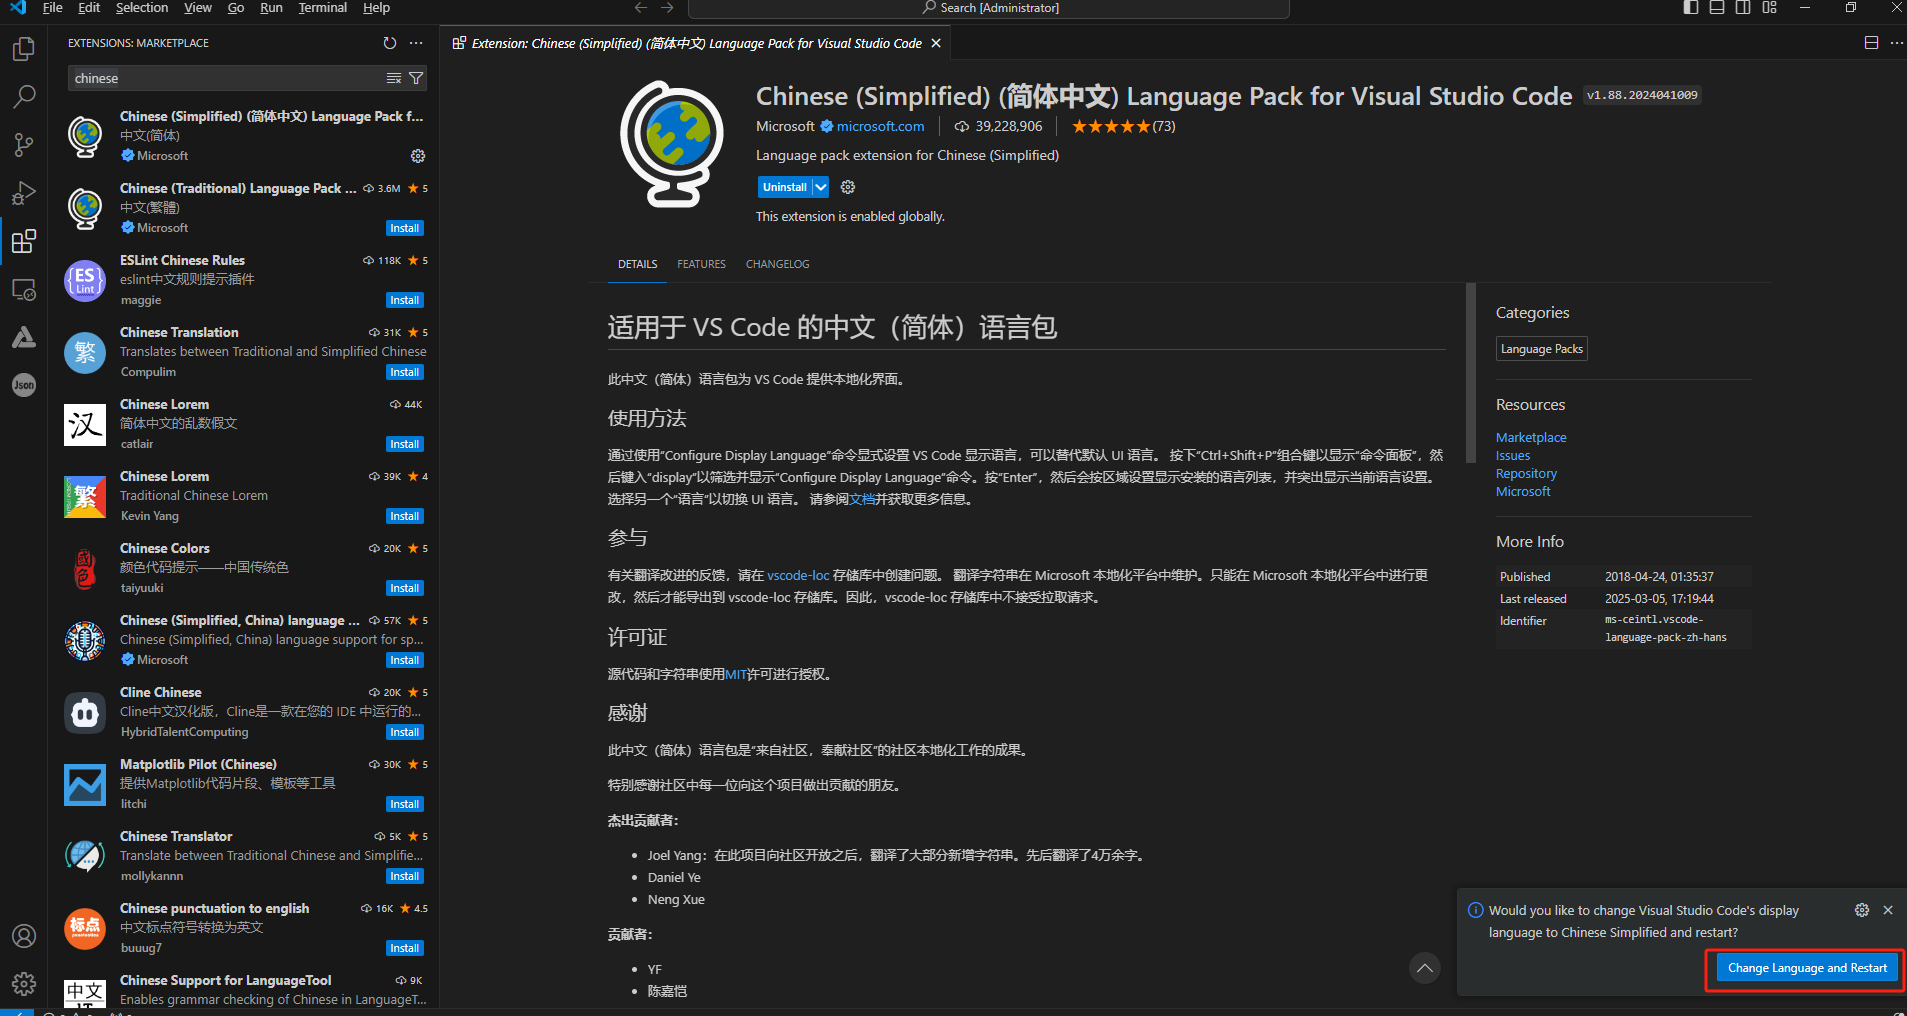 File Edit Selection View Go Run Terminal Help
Search [Administrator]
EXTENSIONS: MARKETPLACE
chinese
Chinese (Simplified) (简体中文) Language Pack f...
中文(简体)
Microsoft
Chinese (Traditional) Language Pack ... 3.6M ★ 5
中文(繁體)
Microsoft Install
ESLint Chinese Rules 118K ★ 5
eslint中文规则提示插件
maggie Install
Chinese Translation 31K ★ 5
Translates between Traditional and Simplified Chinese
Compulim Install
Chinese Lorem 44K
简体中文的乱数假文
catlair Install
Chinese Lorem 39K ★ 4
Traditional Chinese Lorem
Kevin Yang Install
Chinese Colors 20K ★ 5
颜色代码提示——中国传统色
taiyuuki Install
Chinese (Simplified, China) language ... 57K ★ 5
Chinese (Simplified, China) language support for sp...
Microsoft Install
Cline Chinese 20K ★ 5
Cline中文汉化版，Cline是一款在您的 IDE 中运行的...
HybridTalentComputing Install
Matplotlib Pilot (Chinese) 30K ★ 5
提供Matplotlib代码片段、模板等工具
litchi Install
Chinese Translator 5K ★ 5
Translate between Traditional Chinese and Simplifie...
mollykannn Install
Chinese punctuation to english 16K ★ 4.5
中文标点符号转换为英文
buuug7 Install
Chinese Support for LanguageTool 9K
Enables grammar checking of Chinese in LanguageT...
{ES}
Lint
繁
汉
繁
國色
标点
中文
Json
Extension: Chinese (Simplified) (简体中文) Language Pack for Visual Studio Code
Chinese (Simplified) (简体中文) Language Pack for Visual Studio Code v1.88.2024041009
Microsoft microsoft.com 39,228,906 ★★★★★(73)
Language pack extension for Chinese (Simplified)
Uninstall
This extension is enabled globally.
DETAILS FEATURES CHANGELOG
适用于 VS Code 的中文（简体）语言包
此中文（简体）语言包为 VS Code 提供本地化界面。
使用方法
通过使用“Configure Display Language”命令显式设置 VS Code 显示语言，可以替代默认 UI 语言。 按下“Ctrl+Shift+P”组合键以显示“命令面板”，然
后键入“display”以筛选并显示“Configure Display Language”命令。按“Enter”，然后会按区域设置显示安装的语言列表，并突出显示当前语言设置。
选择另一个“语言”以切换 UI 语言。 请参阅文档并获取更多信息。
参与
有关翻译改进的反馈，请在 vscode-loc 存储库中创建问题。 翻译字符串在 Microsoft 本地化平台中维护。只能在 Microsoft 本地化平台中进行更
改，然后才能导出到 vscode-loc 存储库。因此，vscode-loc 存储库中不接受拉取请求。
许可证
源代码和字符串使用MIT许可进行授权。
感谢
此中文（简体）语言包是“来自社区，奉献社区”的社区本地化工作的成果。
特别感谢社区中每一位向这个项目做出贡献的朋友。
杰出贡献者：
• Joel Yang：在此项目向社区开放之后，翻译了大部分新增字符串。先后翻译了4万余字。
• Daniel Ye
• Neng Xue
贡献者：
• YF
• 陈嘉恺
Categories
Language Packs
Resources
Marketplace
Issues
Repository
Microsoft
More Info
Published 2018-04-24, 01:35:37
Last released 2025-03-05, 17:19:44
Identifier ms-ceintl.vscode-
language-pack-zh-hans
Would you like to change Visual Studio Code's display
language to Chinese Simplified and restart?
Change Language and Restart